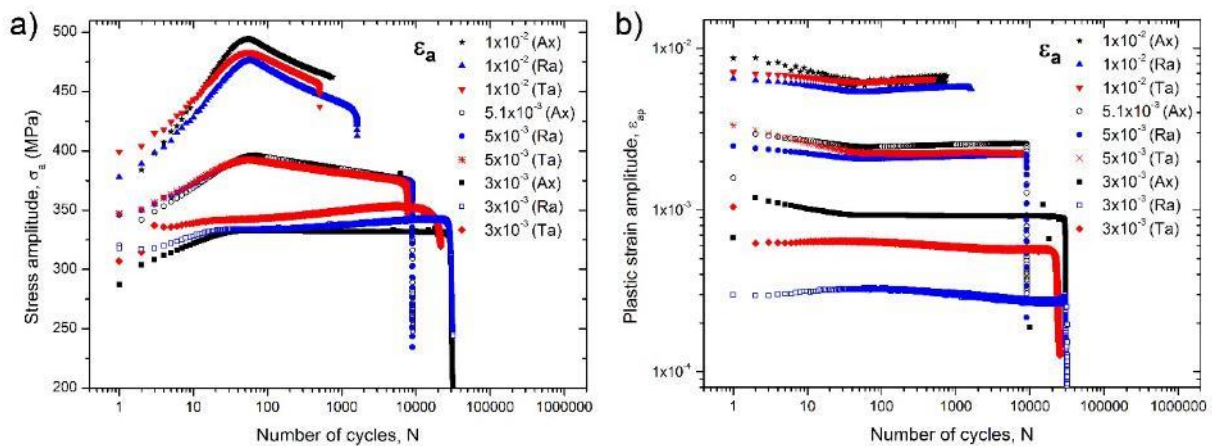 a)
500
450
400
350
300
250
200
Stress amplitude, σₐ (MPa)
1 10 100 1000 10000 100000 1000000
Number of cycles, N
εₐ
1x10⁻² (Ax)
1x10⁻² (Ra)
1x10⁻² (Ta)
5.1x10⁻³ (Ax)
5x10⁻³ (Ra)
5x10⁻³ (Ta)
3x10⁻³ (Ax)
3x10⁻³ (Ra)
3x10⁻³ (Ta)
b)
1x10⁻²
1x10⁻³
1x10⁻⁴
Plastic strain amplitude, εₐₚ
1 10 100 1000 10000 100000 1000000
Number of cycles, N
εₐ
1x10⁻² (Ax)
1x10⁻² (Ra)
1x10⁻² (Ta)
5.1x10⁻³ (Ax)
5x10⁻³ (Ra)
5x10⁻³ (Ta)
3x10⁻³ (Ax)
3x10⁻³ (Ra)
3x10⁻³ (Ta)